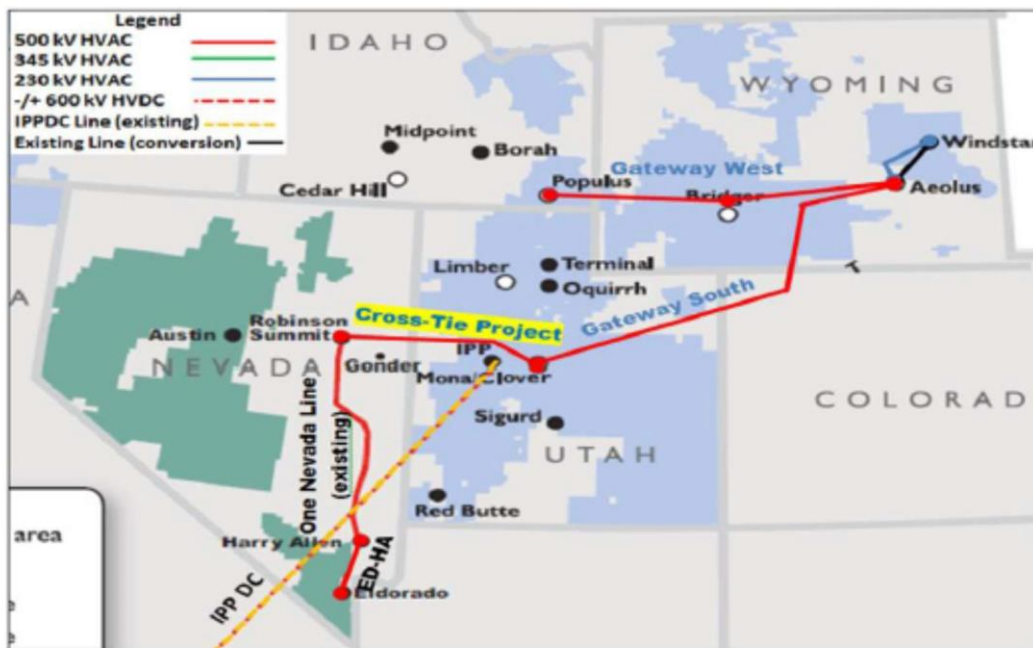 Legend
500 kV HVAC
345 kV HVAC
230 kV HVAC
-/+ 600 kV HVDC
IPPDC Line (existing)
Existing Line (conversion)
IDAHO
WYOMING
Midpoint
Borah
Windstar
Gateway West
Populus
Cedar Hill
Bridger
Aeolus
Limber
Terminal
Oquirrh
Gateway South
Cross-Tie Project
Austin
Robinson
Summit
IPP
NEVADA
Gonder
Mona/Clover
COLORAD
Sigurd
UTAH
One Nevada Line
(existing)
Red Butte
area
Harry Allen
ED-HA
IPP DC
Eldorado
e
e